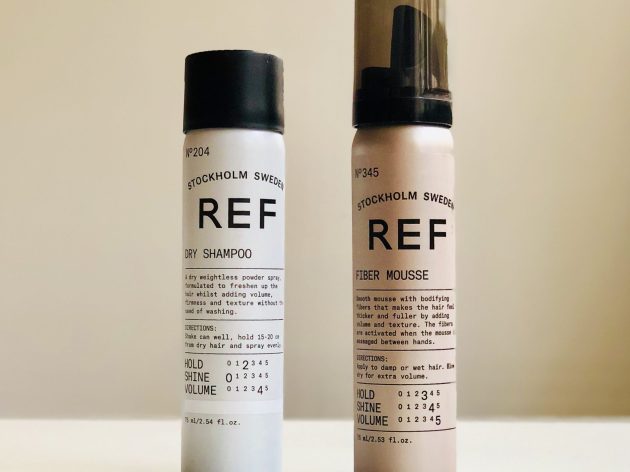 N°204
STOCKHOLM SWEDEN
REF
DRY SHAMPOO
A dry weightless powder spray,
formulated to freshen up the
hair whilst adding volume,
firmness and texture without the
need of washing.
DIRECTIONS:
Shake can well, hold 15-20 cm
from dry hair and spray evenly.
HOLD 0 1 2 3 4 5
SHINE 0 1 2 3 4 5
VOLUME 0 1 2 3 4 5
75 ml/2.54 fl.oz.
N°345
STOCKHOLM SWEDEN
REF
FIBER MOUSSE
Smooth mousse with bodifying
fibers that makes the hair feel
thicker and fuller by adding
volume and texture. The fibers
are activated when the mousse is
massaged between hands.
DIRECTIONS:
Apply to damp or wet hair. Blow
dry for extra volume.
HOLD 0 1 2 3 4 5
SHINE 0 1 2 3 4 5
VOLUME 0 1 2 3 4 5
75 ml/2.53 fl.oz.